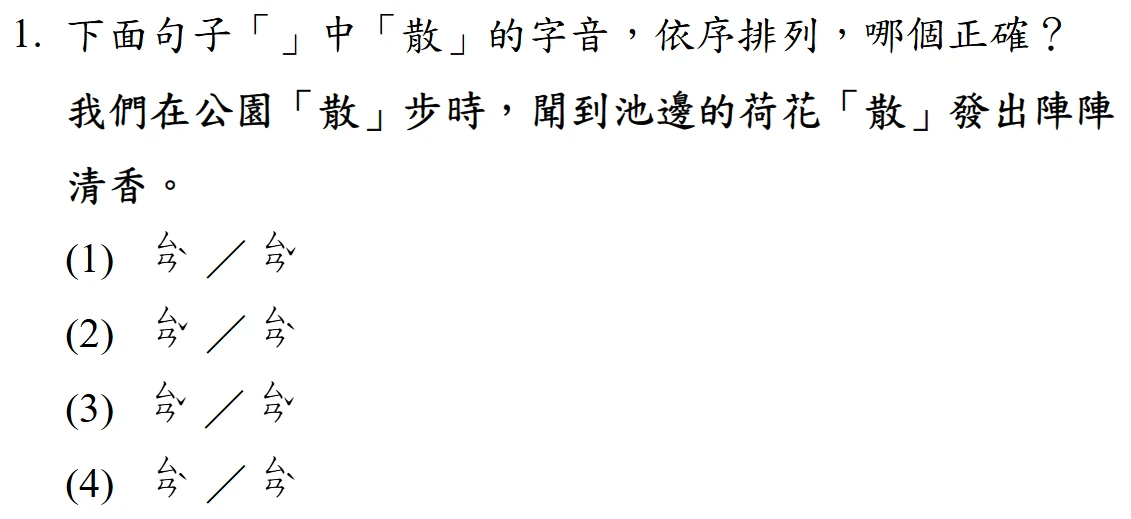 1. 下面句子「 」中「散」的字音，依序排列，哪個正確？
我們在公園「散」步時，聞到池邊的荷花「散」發出陣陣
清香。
(1) ㄙㄢˋ ／ ㄙㄢˇ
(2) ㄙㄢˇ ／ ㄙㄢˋ
(3) ㄙㄢˇ ／ ㄙㄢˇ
(4) ㄙㄢˋ ／ ㄙㄢˋ